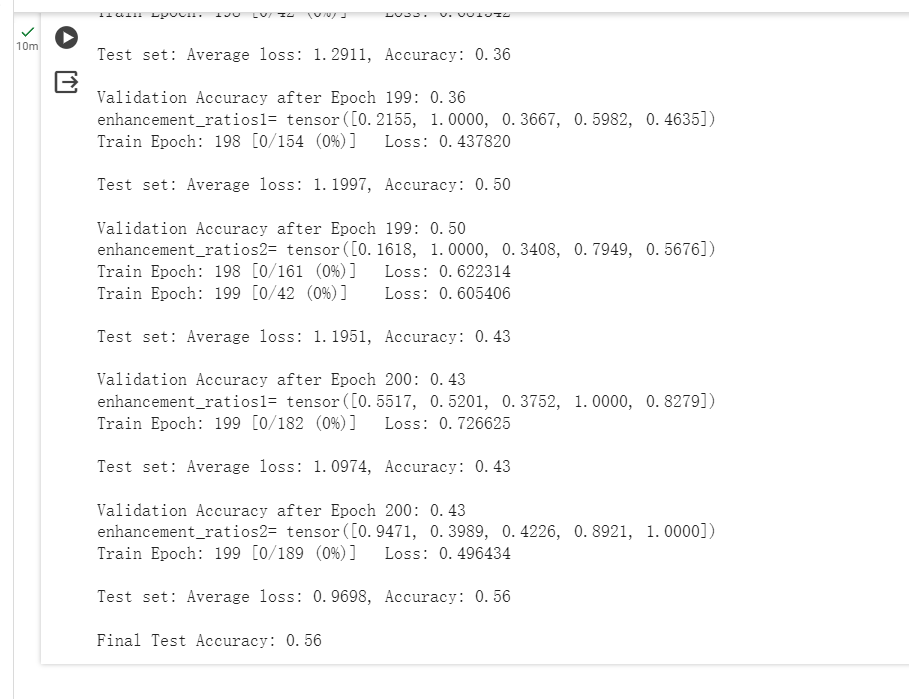 Test set: Average loss: 1.2911, Accuracy: 0.36
10m
Validation Accuracy after Epoch 199: 0.36
enhancement_ratios1= tensor([0.2155, 1.0000, 0.3667, 0.5982, 0.4635])
Train Epoch: 198 [0/154 (0%)] Loss: 0.437820
Test set: Average loss: 1.1997, Accuracy: 0.50
Validation Accuracy after Epoch 199: 0.50
enhancement_ratios2= tensor([0.1618, 1.0000, 0.3408, 0.7949, 0.5676])
Train Epoch: 198 [0/161 (0%)] Loss: 0.622314
Train Epoch: 199 [0/42 (0%)] Loss: 0.605406
Test set: Average loss: 1.1951, Accuracy: 0.43
Validation Accuracy after Epoch 200: 0.43
enhancement_ratios1= tensor([0.5517, 0.5201, 0.3752, 1.0000, 0.8279])
Train Epoch: 199 [0/182 (0%)] Loss: 0.726625
Test set: Average loss: 1.0974, Accuracy: 0.43
Validation Accuracy after Epoch 200: 0.43
enhancement_ratios2= tensor([0.9471, 0.3989, 0.4226, 0.8921, 1.0000])
Train Epoch: 199 [0/189 (0%)] Loss: 0.496434
Test set: Average loss: 0.9698, Accuracy: 0.56
Final Test Accuracy: 0.56